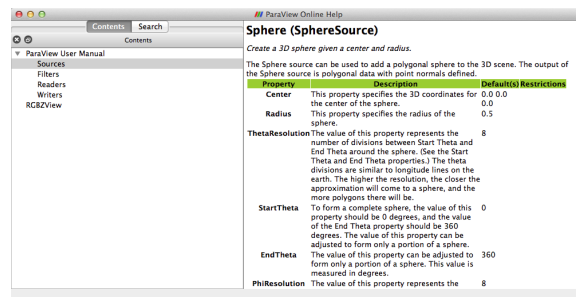 ParaView Online Help
Contents Search
Contents
ParaView User Manual
Sources
Filters
Readers
Writers
RGBZView
Sphere (SphereSource)
Create a 3D sphere given a center and radius.
The Sphere source can be used to add a polygonal sphere to the 3D scene. The output of
the Sphere source is polygonal data with point normals defined.
Property Description Default(s) Restrictions
Center This property specifies the 3D coordinates for 0.0 0.0
the center of the sphere. 0.0
Radius This property specifies the radius of the 0.5
sphere.
ThetaResolution The value of this property represents the 8
number of divisions between Start Theta and
End Theta around the sphere. (See the Start
Theta and End Theta properties.) The theta
divisions are similar to longitude lines on the
earth. The higher the resolution, the closer the
approximation will come to a sphere, and the
more polygons there will be.
StartTheta To form a complete sphere, the value of this 0
property should be 0 degrees, and the value
of the End Theta property should be 360
degrees. The value of this property can be
adjusted to form only a portion of a sphere.
EndTheta The value of this property can be adjusted to 360
form only a portion of a sphere. This value is
measured in degrees.
PhiResolution The value of this property represents the 8